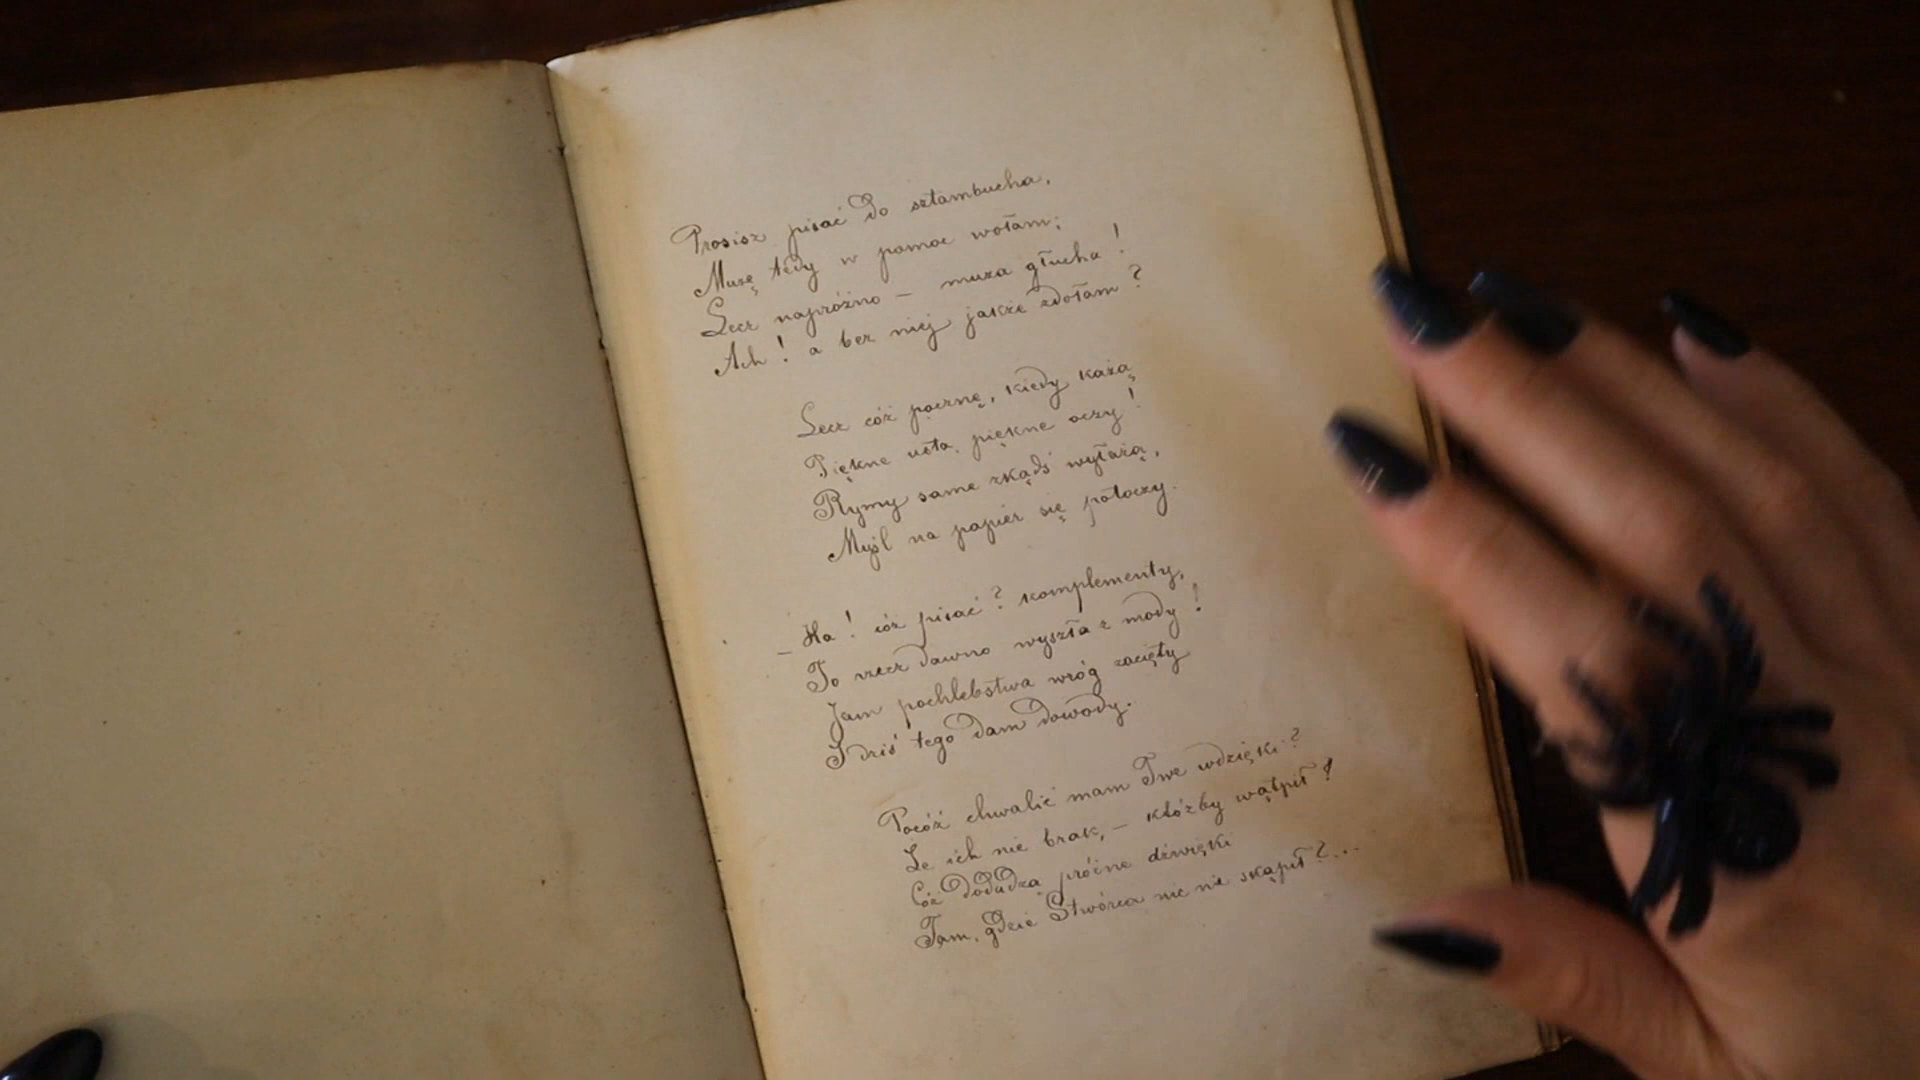 Prosisz pisać do sztambucha,
Muzę tedy w pomoc wołam;
Lecz napróżno — muza głucha!
Ach! a bez niej jakże zdołam?
Lecz cóż pocznę, kiedy każą
Piękne usta, piękne oczy!
Rymy same zkądś wyłażą,
Myśl na papier się potoczy.
— Ha! cóż pisać? komplementy,
To rzecz dawno wyszła z mody!
Jam pochlebstwa wróg zacięty
I dziś tego dam dowody.
Pocóż chwalić mam Twe wdzięki?
Że ich nie brak, — któżby wątpił!
Cóż dodadzą próżne dźwięki
Tam, gdzie Stwórca nic nie skąpił?...